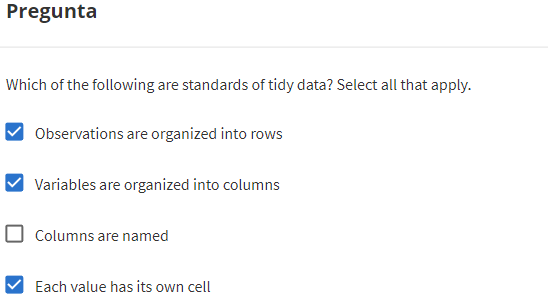 Pregunta
Which of the following are standards of tidy data? Select all that apply.
Observations are organized into rows
Variables are organized into columns
Columns are named
Each value has its own cell